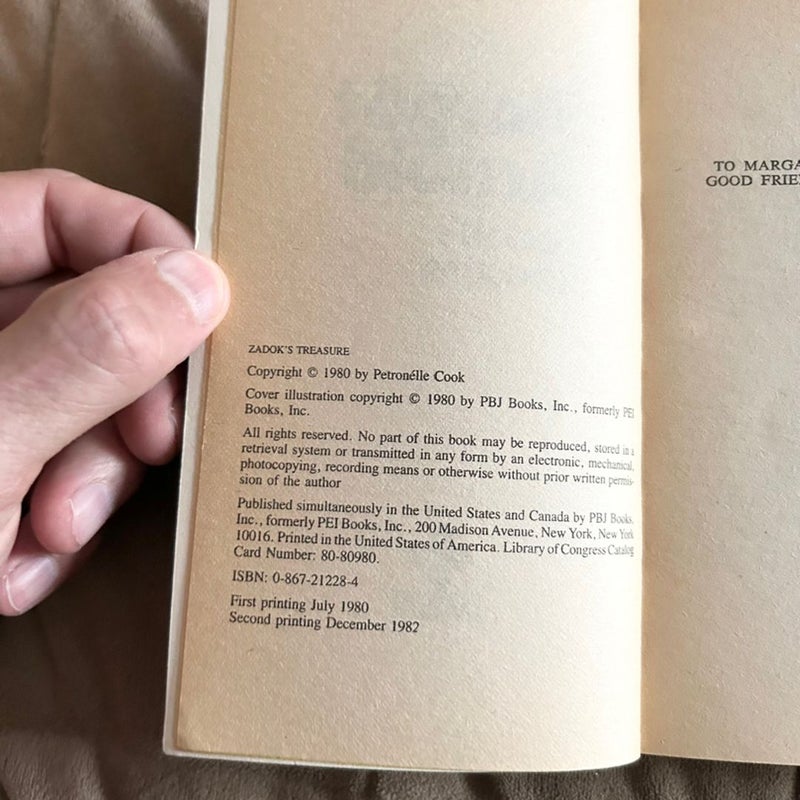 ZADOK'S TREASURE
Copyright © 1980 by Petronélle Cook
Cover illustration copyright © 1980 by PBJ Books, Inc., formerly PEI
Books, Inc.
All rights reserved. No part of this book may be reproduced, stored in a
retrieval system or transmitted in any form by an electronic, mechanical,
photocopying, recording means or otherwise without prior written permis-
sion of the author
Published simultaneously in the United States and Canada by PBJ Books,
Inc., formerly PEI Books, Inc., 200 Madison Avenue, New York, New York
10016. Printed in the United States of America. Library of Congress Catalog
Card Number: 80-80980.
ISBN: 0-867-21228-4
First printing July 1980
Second printing December 1982
TO MARGA
GOOD FRIE